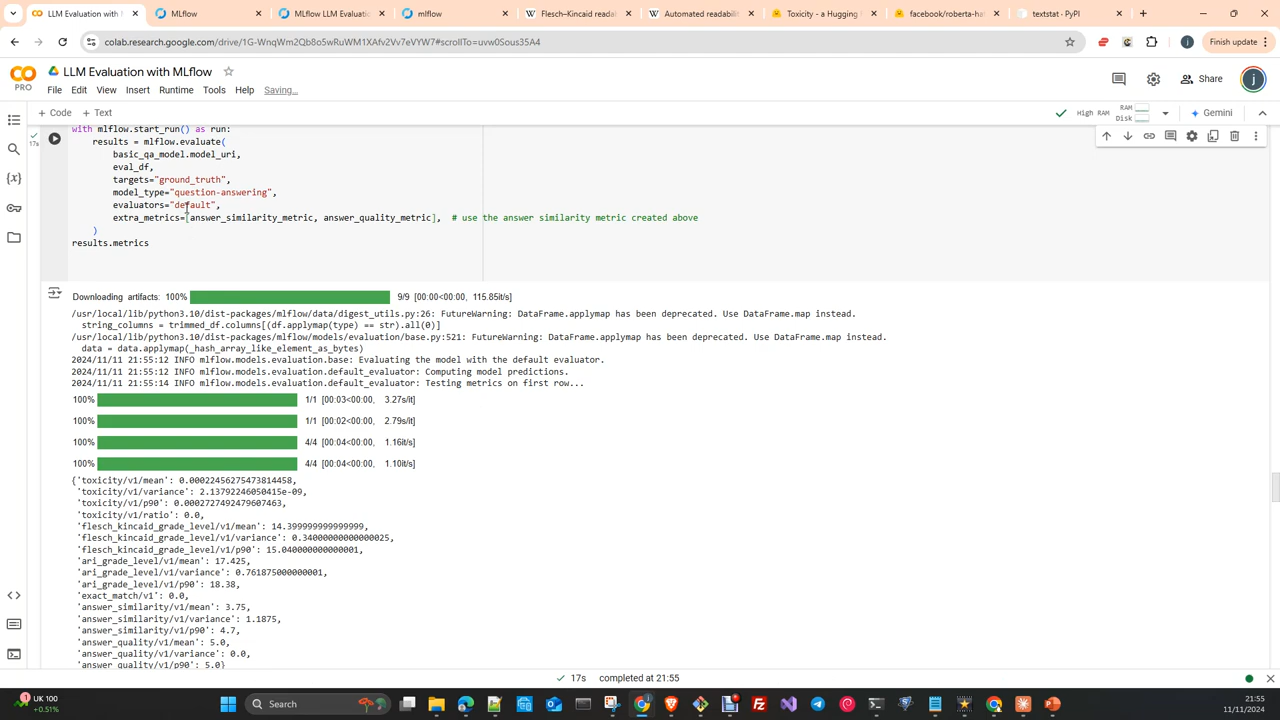 LLM Evaluation with MLflow
MLflow
MLflow LLM Evaluation
mlflow
Flesch–Kincaid readab
Automated readability
Toxicity - a Hugging F
facebook/roberta-hat
textstat · PyPI
colab.research.google.com/drive/1G-WnqWm2Qb8o5wRuWM1XAfv2Vv7eVYW7#scrollTo=uvw0Sous35A4
Finish update
LLM Evaluation with MLflow
PRO
File Edit View Insert Runtime Tools Help Saving...
Share
+ Code + Text
High RAM
RAM
Disk
Gemini
17s
with mlflow.start_run() as run:
results = mlflow.evaluate(
basic_qa_model.model_uri,
eval_df,
targets="ground_truth",
model_type="question-answering",
evaluators="default",
extra_metrics=[answer_similarity_metric, answer_quality_metric], # use the answer similarity metric created above
)
results.metrics
Downloading artifacts: 100% 9/9 [00:00<00:00, 115.85it/s]
/usr/local/lib/python3.10/dist-packages/mlflow/data/digest_utils.py:26: FutureWarning: DataFrame.applymap has been deprecated. Use DataFrame.map instead.
string_columns = trimmed_df.columns[(df.applymap(type) == str).all(0)]
/usr/local/lib/python3.10/dist-packages/mlflow/models/evaluation/base.py:521: FutureWarning: DataFrame.applymap has been deprecated. Use DataFrame.map instead.
data = data.applymap(_hash_array_like_element_as_bytes)
2024/11/11 21:55:12 INFO mlflow.models.evaluation.base: Evaluating the model with the default evaluator.
2024/11/11 21:55:12 INFO mlflow.models.evaluation.default_evaluator: Computing model predictions.
2024/11/11 21:55:14 INFO mlflow.models.evaluation.default_evaluator: Testing metrics on first row...
100% 1/1 [00:03<00:00, 3.27s/it]
100% 1/1 [00:02<00:00, 2.79s/it]
100% 4/4 [00:04<00:00, 1.16it/s]
100% 4/4 [00:04<00:00, 1.10it/s]
{'toxicity/v1/mean': 0.00022456275473814458,
'toxicity/v1/variance': 2.13792246050415e-09,
'toxicity/v1/p90': 0.0002727492479607463,
'toxicity/v1/ratio': 0.0,
'flesch_kincaid_grade_level/v1/mean': 14.399999999999999,
'flesch_kincaid_grade_level/v1/variance': 0.34000000000000025,
'flesch_kincaid_grade_level/v1/p90': 15.040000000000001,
'ari_grade_level/v1/mean': 17.425,
'ari_grade_level/v1/variance': 0.761875000000001,
'ari_grade_level/v1/p90': 18.38,
'exact_match/v1': 0.0,
'answer_similarity/v1/mean': 3.75,
'answer_similarity/v1/variance': 1.1875,
'answer_similarity/v1/p90': 4.7,
'answer_quality/v1/mean': 5.0,
'answer_quality/v1/variance': 0.0,
'answer_quality/v1/p90': 5.0}
17s completed at 21:55
UK 100
+0.51%
Search
21:55
11/11/2024